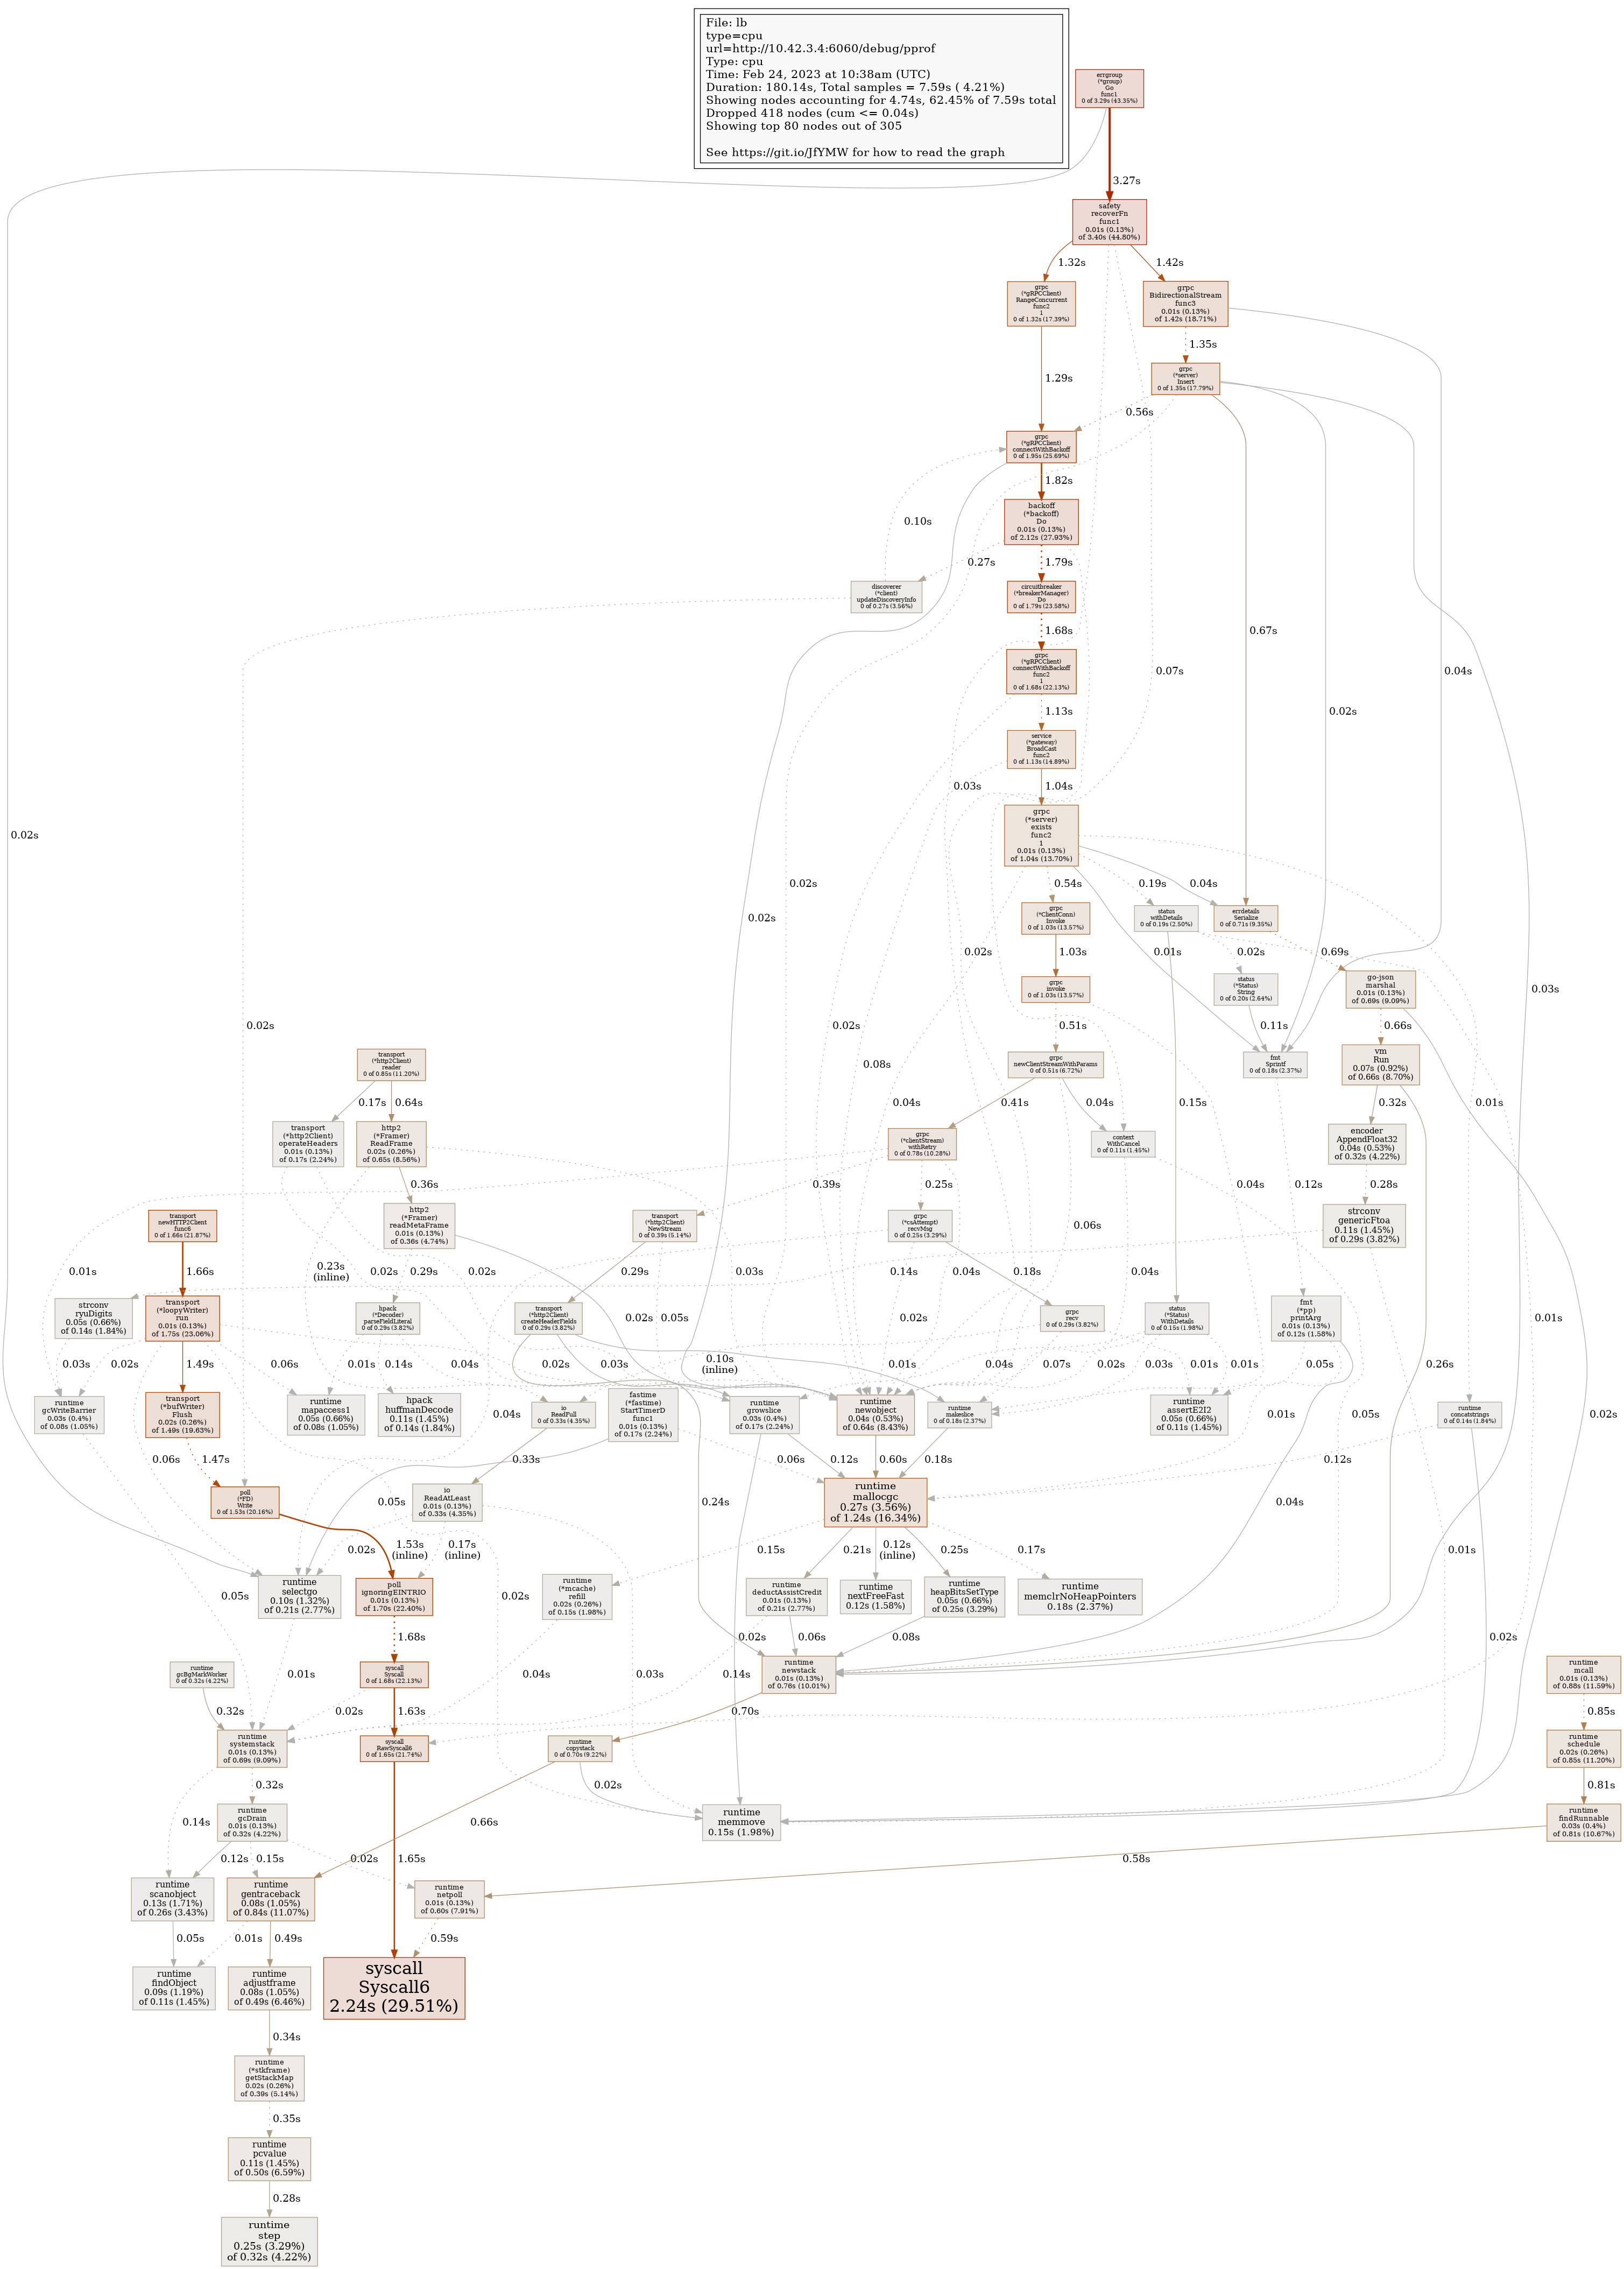 File: lb
type=cpu
url=http://10.42.3.4:6060/debug/pprof
Type: cpu
Time: Feb 24, 2023 at 10:38am (UTC)
Duration: 180.14s, Total samples = 7.59s ( 4.21%)
Showing nodes accounting for 4.74s, 62.45% of 7.59s total
Dropped 418 nodes (cum <= 0.04s)
Showing top 80 nodes out of 305
See https://git.io/JfYMW for how to read the graph
errgroup
(*group)
Go
func1
0 of 3.29s (43.35%)
3.27s
safety
recoverFn
func1
0.01s (0.13%)
of 3.40s (44.80%)
1.32s
1.42s
grpc
(*gRPCClient)
RangeConcurrent
func2
1
0 of 1.32s (17.39%)
grpc
BidirectionalStream
func3
0.01s (0.13%)
of 1.42s (18.71%)
1.35s
1.29s
grpc
(*server)
Insert
0 of 1.35s (17.79%)
0.56s
grpc
(*gRPCClient)
connectWithBackoff
0 of 1.95s (25.69%)
1.82s
0.10s
backoff
(*backoff)
Do
0.01s (0.13%)
of 2.12s (27.93%)
0.27s
1.79s
discoverer
(*client)
updateDiscoveryInfo
0 of 0.27s (3.56%)
circuitbreaker
(*breakerManager)
Do
0 of 1.79s (23.58%)
1.68s
0.67s
grpc
(*gRPCClient)
connectWithBackoff
func2
1
0 of 1.68s (22.13%)
0.07s
0.04s
1.13s
0.02s
service
(*gateway)
BroadCast
func2
0 of 1.13s (14.89%)
0.03s
1.04s
0.02s
grpc
(*server)
exists
func2
1
0.01s (0.13%)
of 1.04s (13.70%)
0.02s
0.54s
0.19s
0.04s
0.02s
grpc
(*ClientConn)
Invoke
0 of 1.03s (13.57%)
status
withDetails
0 of 0.19s (2.50%)
errdetails
Serialize
0 of 0.71s (9.35%)
0.02s
1.03s
0.01s
0.02s
0.69s
grpc
invoke
0 of 1.03s (13.57%)
status
(*Status)
String
0 of 0.20s (2.64%)
go-json
marshal
0.01s (0.13%)
of 0.69s (9.09%)
0.03s
0.02s
0.02s
0.51s
0.11s
0.66s
transport
(*http2Client)
reader
0 of 0.85s (11.20%)
0.08s
grpc
newClientStreamWithParams
0 of 0.51s (6.72%)
fmt
Sprintf
0 of 0.18s (2.37%)
vm
Run
0.07s (0.92%)
of 0.66s (8.70%)
0.17s
0.64s
0.04s
0.41s
0.04s
0.15s
0.32s
0.01s
transport
(*http2Client)
operateHeaders
0.01s (0.13%)
of 0.17s (2.24%)
http2
(*Framer)
ReadFrame
0.02s (0.26%)
of 0.65s (8.56%)
grpc
(*clientStream)
withRetry
0 of 0.78s (10.28%)
context
WithCancel
0 of 0.11s (1.45%)
encoder
AppendFloat32
0.04s (0.53%)
of 0.32s (4.22%)
0.36s
0.39s
0.25s
0.04s
0.12s
0.28s
transport
newHTTP2Client
func6
0 of 1.66s (21.87%)
http2
(*Framer)
readMetaFrame
0.01s (0.13%)
of 0.36s (4.74%)
transport
(*http2Client)
NewStream
0 of 0.39s (5.14%)
grpc
(*csAttempt)
recvMsg
0 of 0.25s (3.29%)
0.06s
strconv
genericFtoa
0.11s (1.45%)
of 0.29s (3.82%)
0.01s
1.66s
0.23s
(inline)
0.02s
0.29s
0.02s
0.29s
0.03s
0.14s
0.04s
0.18s
0.04s
strconv
ryuDigits
0.05s (0.66%)
of 0.14s (1.84%)
transport
(*loopyWriter)
run
0.01s (0.13%)
of 1.75s (23.06%)
hpack
(*Decoder)
parseFieldLiteral
0 of 0.29s (3.82%)
0.02s
transport
(*http2Client)
createHeaderFields
0 of 0.29s (3.82%)
0.05s
0.02s
grpc
recv
0 of 0.29s (3.82%)
status
(*Status)
WithDetails
0 of 0.15s (1.98%)
fmt
(*pp)
printArg
0.01s (0.13%)
of 0.12s (1.58%)
0.01s
0.03s
0.02s
1.49s
0.06s
0.01s
0.14s
0.04s
0.02s
0.03s
0.10s
(inline)
0.01s
0.04s
0.07s
0.02s
0.03s
0.01s
0.01s
0.05s
0.26s
runtime
gcWriteBarrier
0.03s (0.4%)
of 0.08s (1.05%)
transport
(*bufWriter)
Flush
0.02s (0.26%)
of 1.49s (19.63%)
runtime
mapaccess1
0.05s (0.66%)
of 0.08s (1.05%)
hpack
huffmanDecode
0.11s (1.45%)
of 0.14s (1.84%)
0.04s
io
ReadFull
0 of 0.33s (4.35%)
fastime
(*fastime)
StartTimerD
func1
0.01s (0.13%)
of 0.17s (2.24%)
runtime
growslice
0.03s (0.4%)
of 0.17s (2.24%)
runtime
newobject
0.04s (0.53%)
of 0.64s (8.43%)
runtime
makeslice
0 of 0.18s (2.37%)
runtime
assertE2I2
0.05s (0.66%)
of 0.11s (1.45%)
0.01s
0.05s
runtime
concatstrings
0 of 0.14s (1.84%)
0.02s
0.06s
1.47s
0.33s
0.06s
0.12s
0.60s
0.18s
0.12s
poll
(*FD)
Write
0 of 1.53s (20.16%)
0.05s
io
ReadAtLeast
0.01s (0.13%)
of 0.33s (4.35%)
0.24s
runtime
mallocgc
0.27s (3.56%)
of 1.24s (16.34%)
0.04s
0.02s
1.53s
(inline)
0.17s
(inline)
0.15s
0.21s
0.12s
(inline)
0.25s
0.17s
0.01s
0.05s
runtime
selectgo
0.10s (1.32%)
of 0.21s (2.77%)
poll
ignoringEINTRIO
0.01s (0.13%)
of 1.70s (22.40%)
0.02s
runtime
(*mcache)
refill
0.02s (0.26%)
of 0.15s (1.98%)
runtime
deductAssistCredit
0.01s (0.13%)
of 0.21s (2.77%)
runtime
nextFreeFast
0.12s (1.58%)
runtime
heapBitsSetType
0.05s (0.66%)
of 0.25s (3.29%)
runtime
memclrNoHeapPointers
0.18s (2.37%)
1.68s
0.02s
0.06s
0.08s
0.02s
runtime
gcBgMarkWorker
0 of 0.32s (4.22%)
0.01s
syscall
Syscall
0 of 1.68s (22.13%)
0.04s
0.03s
0.14s
runtime
newstack
0.01s (0.13%)
of 0.76s (10.01%)
runtime
mcall
0.01s (0.13%)
of 0.88s (11.59%)
0.32s
0.02s
1.63s
0.70s
0.85s
runtime
systemstack
0.01s (0.13%)
of 0.69s (9.09%)
syscall
RawSyscall6
0 of 1.65s (21.74%)
runtime
copystack
0 of 0.70s (9.22%)
runtime
schedule
0.02s (0.26%)
of 0.85s (11.20%)
0.32s
0.02s
0.81s
0.14s
runtime
gcDrain
0.01s (0.13%)
of 0.32s (4.22%)
0.66s
runtime
memmove
0.15s (1.98%)
runtime
findRunnable
0.03s (0.4%)
of 0.81s (10.67%)
0.12s
0.15s
0.02s
1.65s
0.58s
runtime
scanobject
0.13s (1.71%)
of 0.26s (3.43%)
runtime
gentraceback
0.08s (1.05%)
of 0.84s (11.07%)
runtime
netpoll
0.01s (0.13%)
of 0.60s (7.91%)
0.05s
0.01s
0.49s
0.59s
runtime
findObject
0.09s (1.19%)
of 0.11s (1.45%)
runtime
adjustframe
0.08s (1.05%)
of 0.49s (6.46%)
syscall
Syscall6
2.24s (29.51%)
0.34s
runtime
(*stkframe)
getStackMap
0.02s (0.26%)
of 0.39s (5.14%)
0.35s
runtime
pcvalue
0.11s (1.45%)
of 0.50s (6.59%)
0.28s
runtime
step
0.25s (3.29%)
of 0.32s (4.22%)